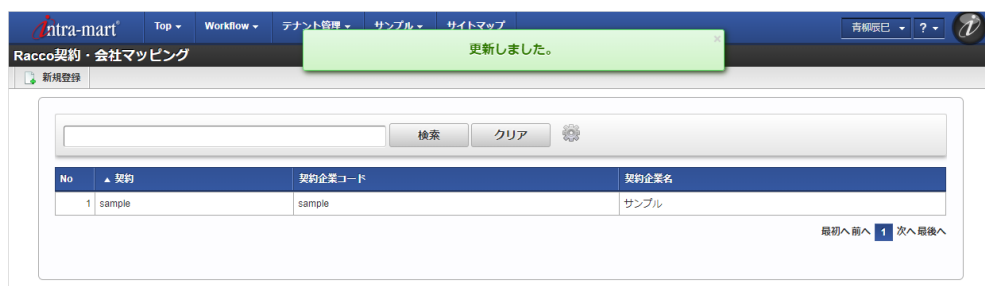 intra-mart® Top Workflow テナント管理 サンプル サイトマップ 青柳辰巳 ?
更新しました。 ×
Racco契約・会社マッピング
新規登録
検索 クリア
No ▲ 契約 契約企業コード 契約企業名
1 sample sample サンプル
最初へ 前へ 1 次へ 最後へ